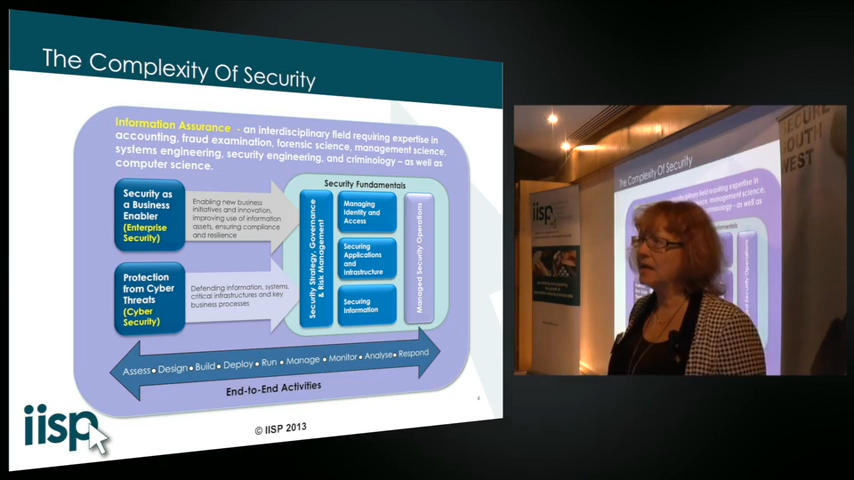 The Complexity Of Security
Information Assurance - an interdisciplinary field requiring expertise in
accounting, fraud examination, forensic science, management science,
systems engineering, security engineering, and criminology – as well as
computer science.
Security as
a Business
Enabler
(Enterprise
Security)
Enabling new business
initiatives and innovation,
improving use of information
assets, ensuring compliance
and resilience
Protection
from Cyber
Threats
(Cyber
Security)
Defending information, systems,
critical infrastructures and key
business processes
Security Fundamentals
Security Strategy, Governance
& Risk Management
Managing
Identity and
Access
Securing
Applications
and
Infrastructure
Securing
Information
Managed Security Operations
Assess• Design• Build• Deploy• Run• Manage• Monitor• Analyse• Respond
End-to-End Activities
iisp
© IISP 2013
4
SECURE
SOUTH
WEST
The Complexity Of Security
iisp
Managed Security Operations